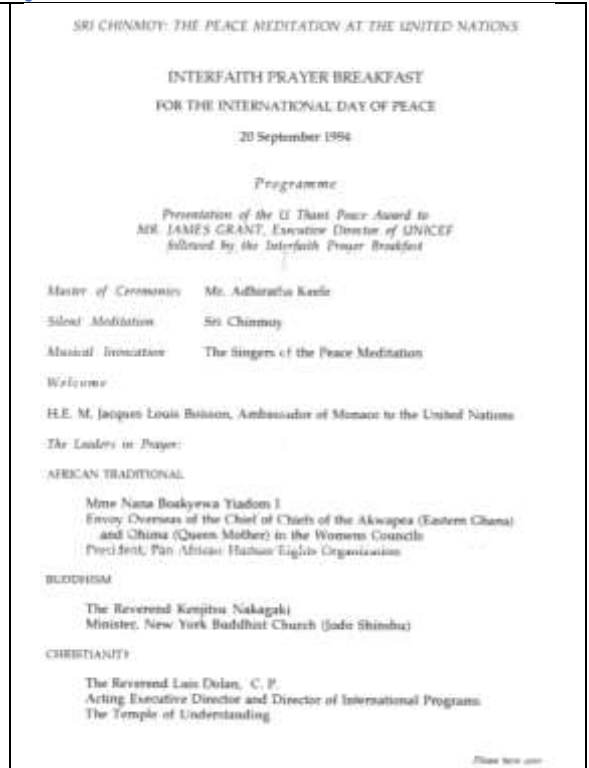 SRI CHINMOY: THE PEACE MEDITATION AT THE UNITED NATIONS
INTERFAITH PRAYER BREAKFAST
FOR THE INTERNATIONAL DAY OF PEACE
20 September 1994
Programme
Presentation of the U Thant Peace Award to
MR. JAMES GRANT, Executive Director of UNICEF
followed by the Interfaith Prayer Breakfast
Master of Ceremonies Mr. Adhiratha Keefe
Silent Meditation Sri Chinmoy
Musical Invocation The Singers of the Peace Meditation
Welcome
H.E. M. Jacques Louis Boisson, Ambassador of Monaco to the United Nations
The Leaders in Prayer:
AFRICAN TRADITIONAL
Mme Nana Boakyewa Yiadom I
Envoy Overseas of the Chief of Chiefs of the Akwapea (Eastern Ghana)
and Ohima (Queen Mother) in the Womens Councils
President, Pan African Human Rights Organization
BUDDHISM
The Reverend Kenjitsu Nakagaki
Minister, New York Buddhist Church (Jodo Shinshu)
CHRISTIANITY
The Reverend Luis Dolan, C. P.
Acting Executive Director and Director of International Programs
The Temple of Understanding
Please turn over